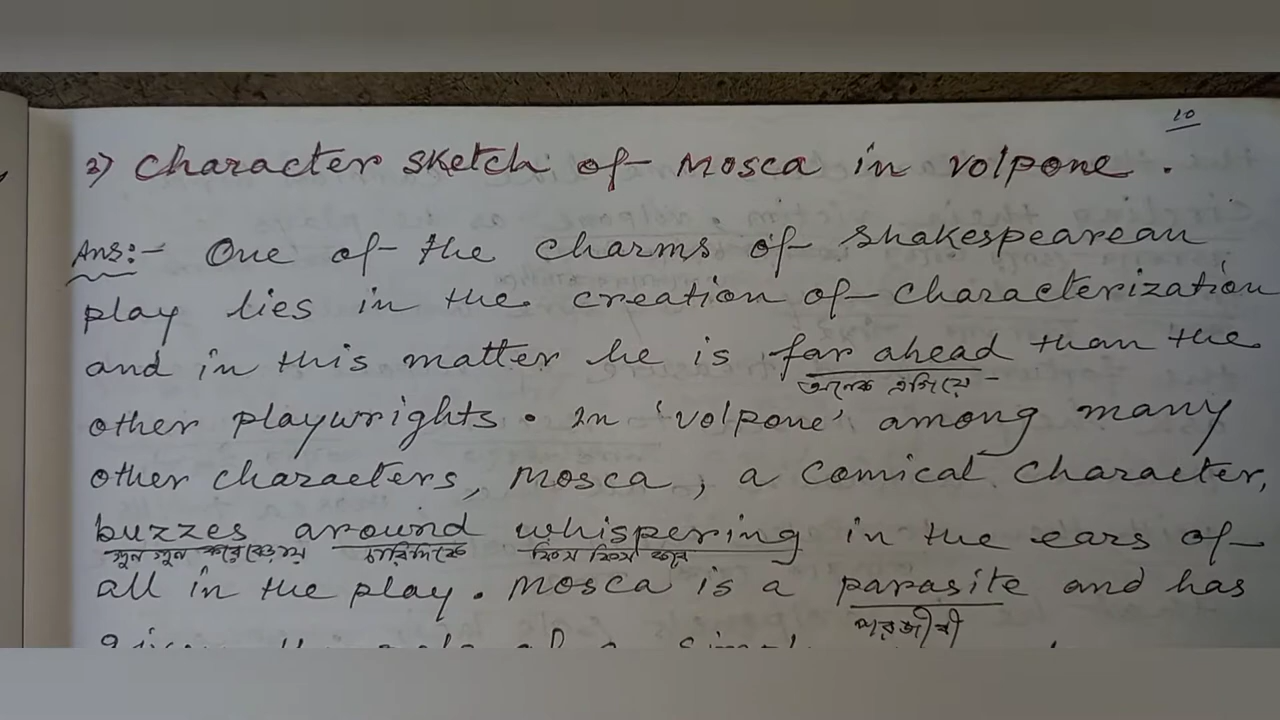 10
2) Character sketch of Mosca in volpone.
Ans:- One of the charms of Shakespearean
play lies in the creation of characterization
and in this matter he is far ahead than the
অনেক এগিয়ে
other playwrights. In 'volpone' among many
other characters, Mosca, a comical character,
buzzes around whispering in the ears of
গুন গুন করে বেড়ায় চারিদিকে ফিস ফিস করে
all in the play. Mosca is a parasite and has
পরজীবী